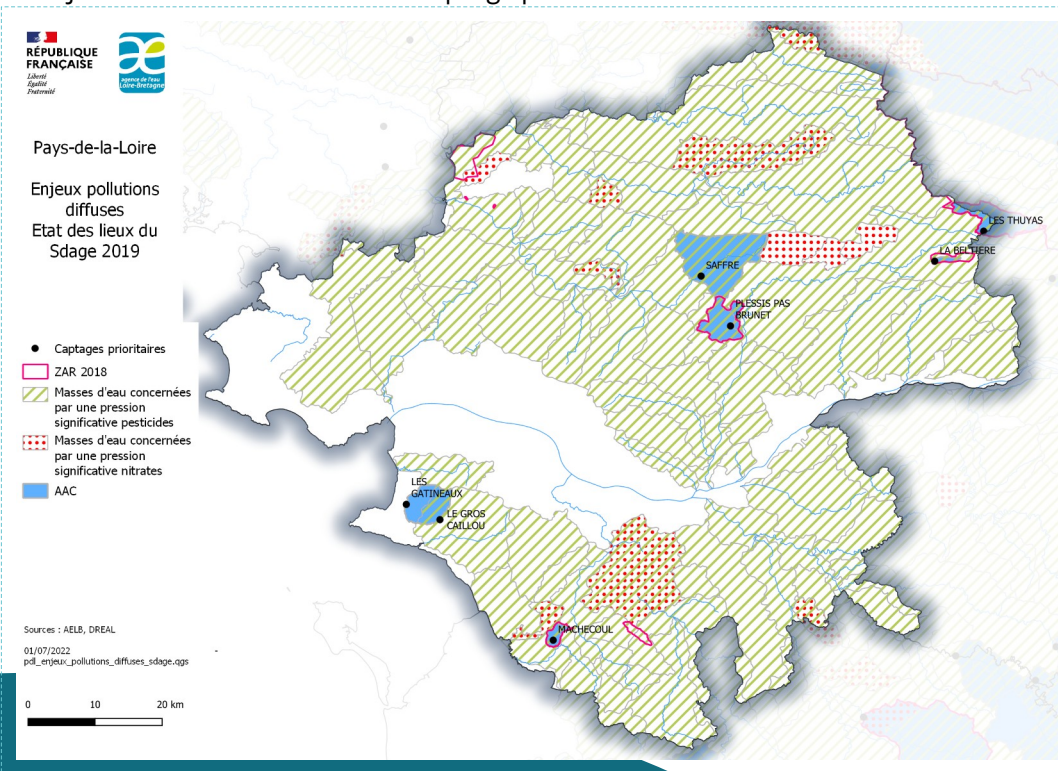 RÉPUBLIQUE
FRANÇAISE
Liberté
Égalité
Fraternité
agence de l'eau
Loire-Bretagne
Pays-de-la-Loire
Enjeux pollutions
diffuses
Etat des lieux du
Sdage 2019
Captages prioritaires
ZAR 2018
Masses d'eau concernées
par une pression
significative pesticides
Masses d'eau concernées
par une pression
significative nitrates
AAC
Sources : AELB, DREAL
01/07/2022
pdl_enjeux_pollutions_diffuses_sdage.qgs
0 10 20 km
LES THUYAS
LA BELTIERE
SAFFRE
PLESSIS PAS
BRUNET
LES
GATINEAUX
LE GROS
CAILLOU
MACHECOUL